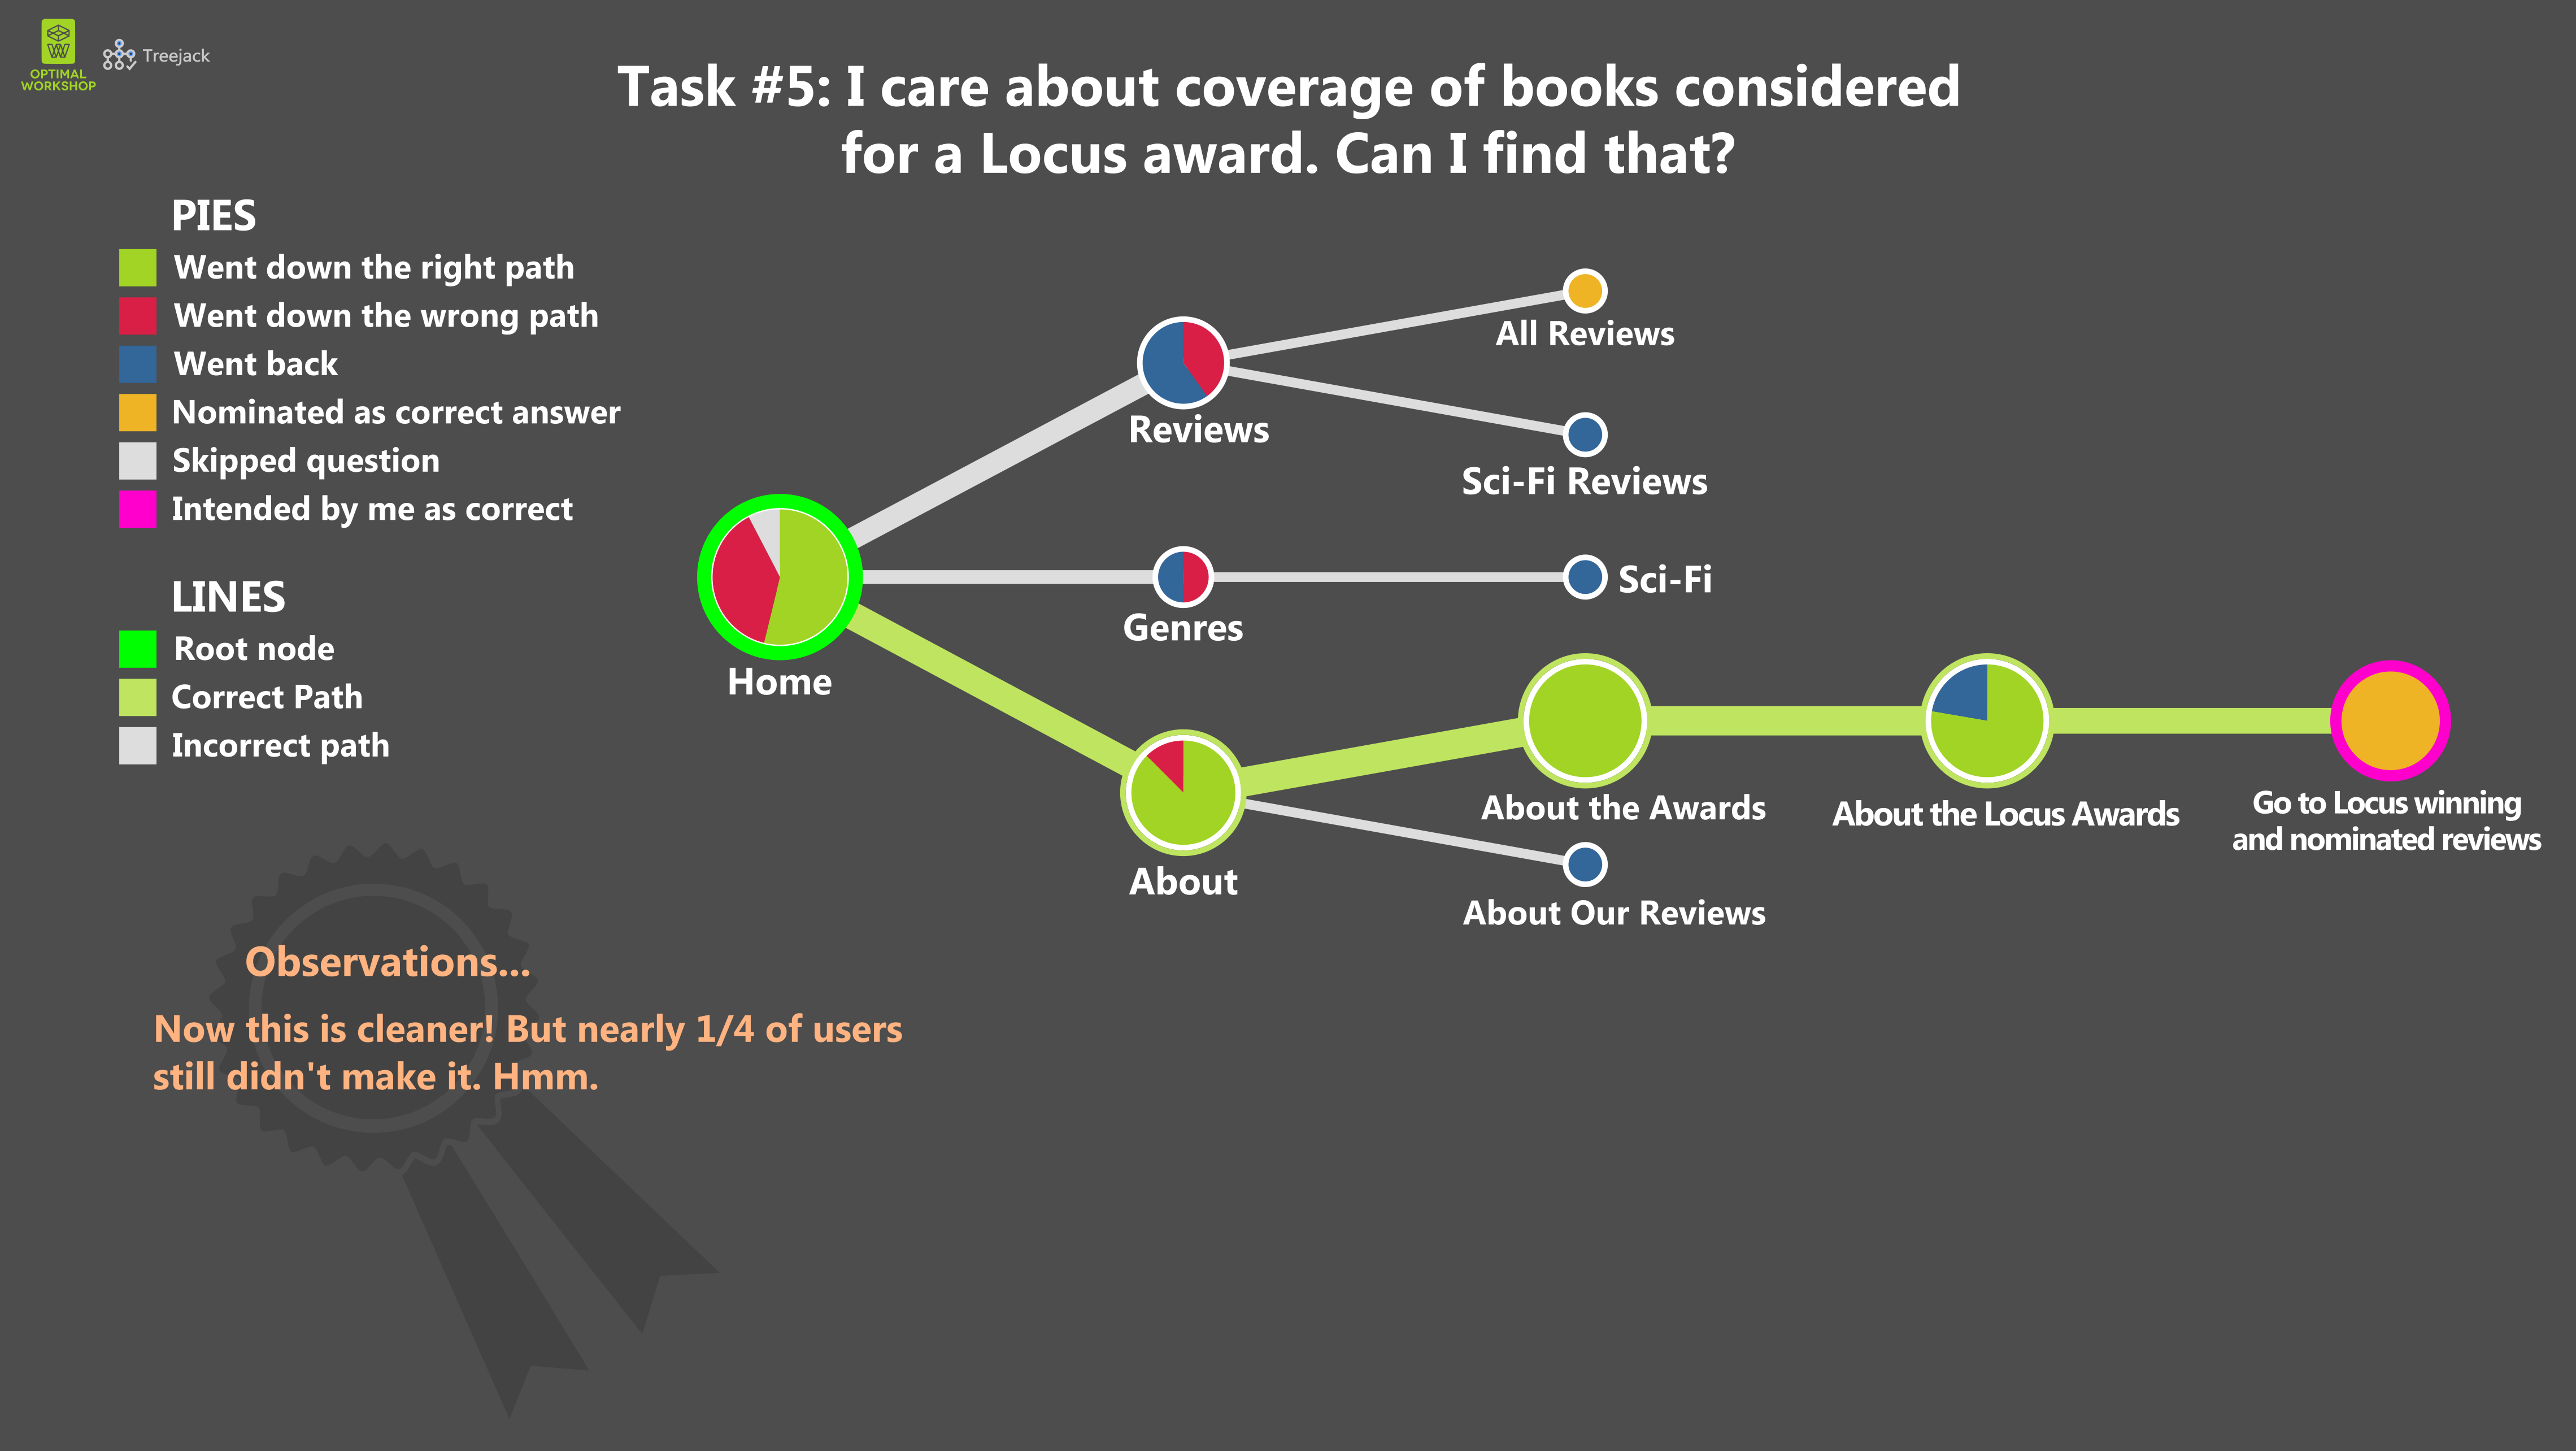 OPTIMAL
WORKSHOP
Treejack
Task #5: I care about coverage of books considered
for a Locus award. Can I find that?
PIES
Went down the right path
Went down the wrong path
Went back
Nominated as correct answer
Skipped question
Intended by me as correct
LINES
Root node
Correct Path
Incorrect path
All Reviews
Reviews
Sci-Fi Reviews
Sci-Fi
Genres
Home
About the Awards
About the Locus Awards
Go to Locus winning
and nominated reviews
About
About Our Reviews
Observations...
Now this is cleaner! But nearly 1/4 of users
still didn't make it. Hmm.